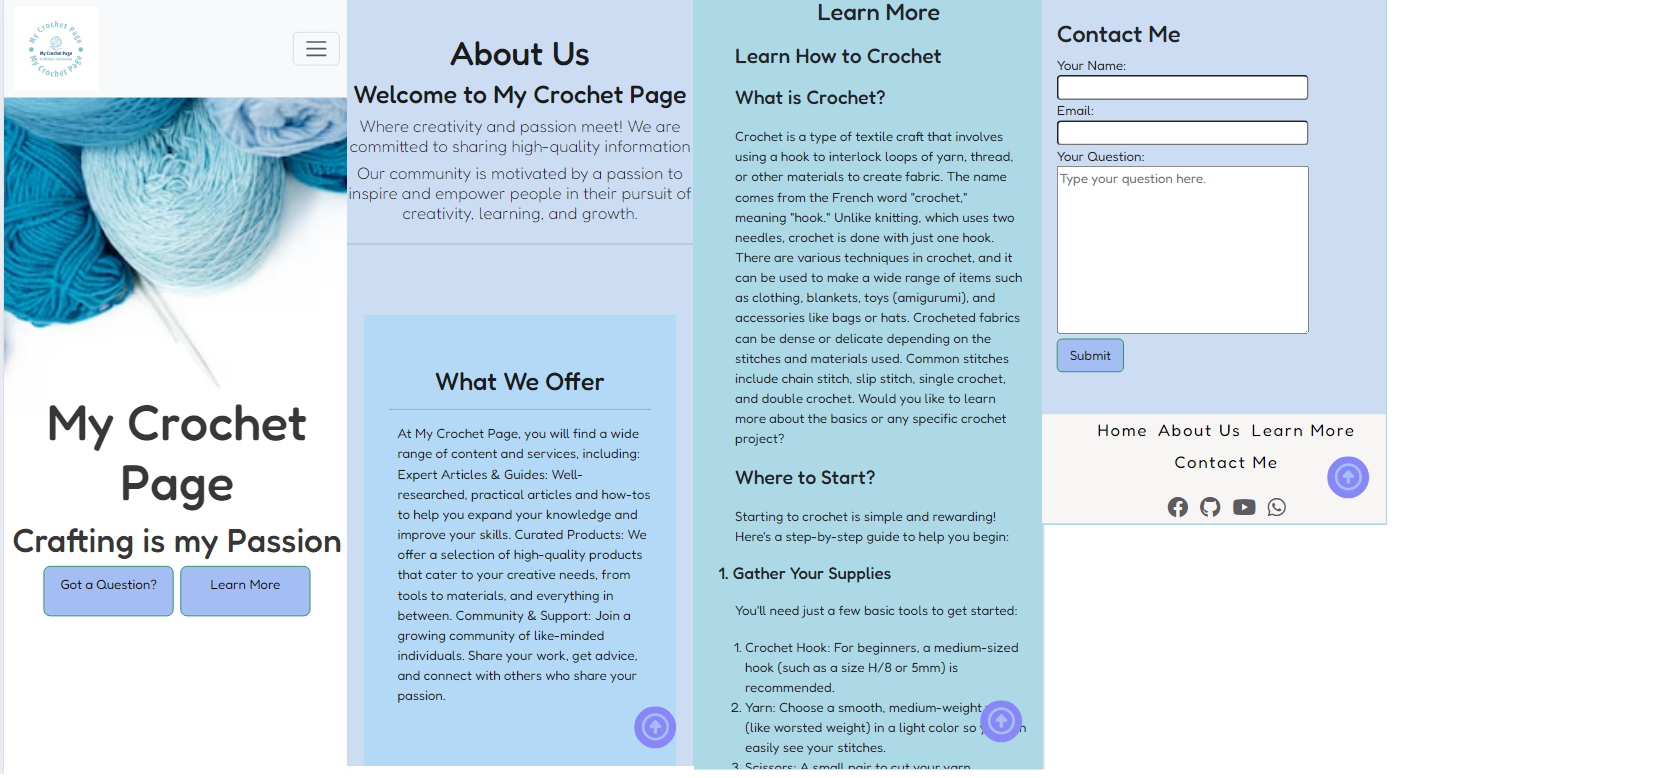 My Crochet Page
My Crochet Page
My Crochet Page
My Crochet
Page
Crafting is my Passion
Got a Question?
Learn More
About Us
Welcome to My Crochet Page
Where creativity and passion meet! We are
committed to sharing high-quality information
Our community is motivated by a passion to
inspire and empower people in their pursuit of
creativity, learning, and growth.
What We Offer
At My Crochet Page, you will find a wide
range of content and services, including:
Expert Articles & Guides: Well-
researched, practical articles and how-tos
to help you expand your knowledge and
improve your skills. Curated Products: We
offer a selection of high-quality products
that cater to your creative needs, from
tools to materials, and everything in
between. Community & Support: Join a
growing community of like-minded
individuals. Share your work, get advice,
and connect with others who share your
passion.
Learn More
Learn How to Crochet
What is Crochet?
Crochet is a type of textile craft that involves
using a hook to interlock loops of yarn, thread,
or other materials to create fabric. The name
comes from the French word "crochet,"
meaning "hook." Unlike knitting, which uses two
needles, crochet is done with just one hook.
There are various techniques in crochet, and it
can be used to make a wide range of items such
as clothing, blankets, toys (amigurumi), and
accessories like bags or hats. Crocheted fabrics
can be dense or delicate depending on the
stitches and materials used. Common stitches
include chain stitch, slip stitch, single crochet,
and double crochet. Would you like to learn
more about the basics or any specific crochet
project?
Where to Start?
Starting to crochet is simple and rewarding!
Here's a step-by-step guide to help you begin:
1. Gather Your Supplies
You'll need just a few basic tools to get started:
1. Crochet Hook: For beginners, a medium-sized
hook (such as a size H/8 or 5mm) is
recommended.
2. Yarn: Choose a smooth, medium-weight
(like worsted weight) in a light color so
easily see your stitches.
3. Scissors: A small pair to cut your yarn.
Contact Me
Your Name:
Email:
Your Question:
Type your question here.
Submit
Home About Us Learn More
Contact Me